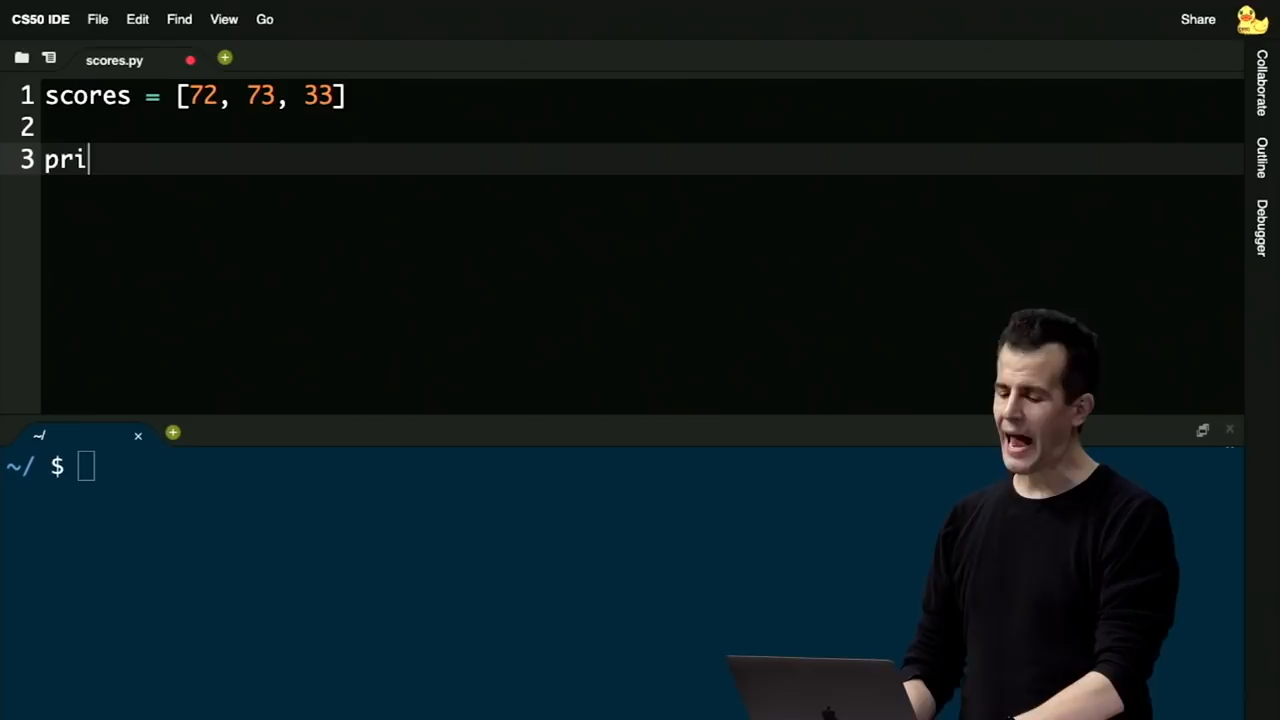 CS50 IDE File Edit Find View Go Share
scores.py
1 scores = [72, 73, 33]
2
3 pri
Collaborate
Outline
Debugger
~/
~/ $